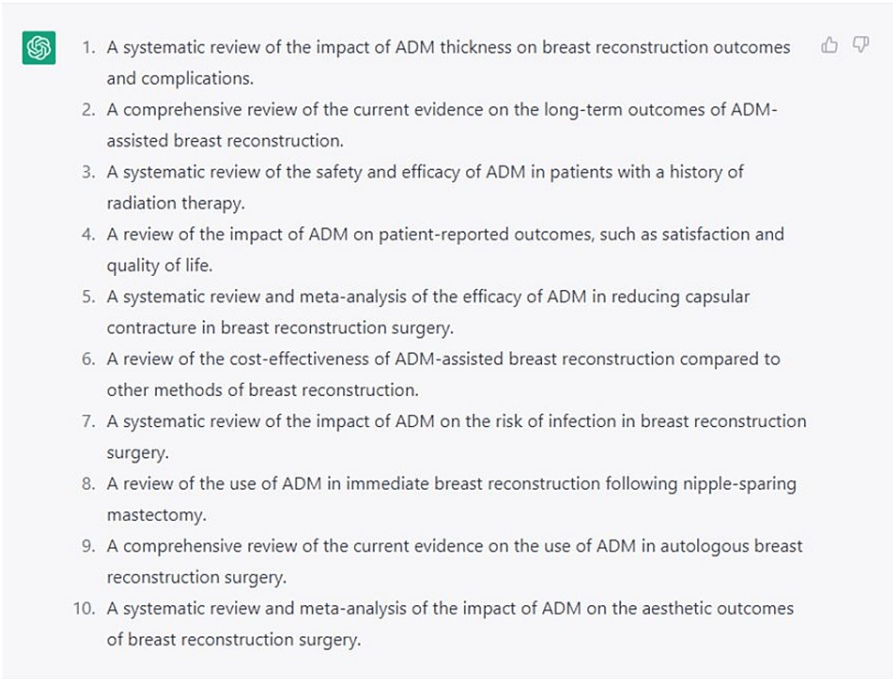 1. A systematic review of the impact of ADM thickness on breast reconstruction outcomes
and complications.
2. A comprehensive review of the current evidence on the long-term outcomes of ADM-
assisted breast reconstruction.
3. A systematic review of the safety and efficacy of ADM in patients with a history of
radiation therapy.
4. A review of the impact of ADM on patient-reported outcomes, such as satisfaction and
quality of life.
5. A systematic review and meta-analysis of the efficacy of ADM in reducing capsular
contracture in breast reconstruction surgery.
6. A review of the cost-effectiveness of ADM-assisted breast reconstruction compared to
other methods of breast reconstruction.
7. A systematic review of the impact of ADM on the risk of infection in breast reconstruction
surgery.
8. A review of the use of ADM in immediate breast reconstruction following nipple-sparing
mastectomy.
9. A comprehensive review of the current evidence on the use of ADM in autologous breast
reconstruction surgery.
10. A systematic review and meta-analysis of the impact of ADM on the aesthetic outcomes
of breast reconstruction surgery.